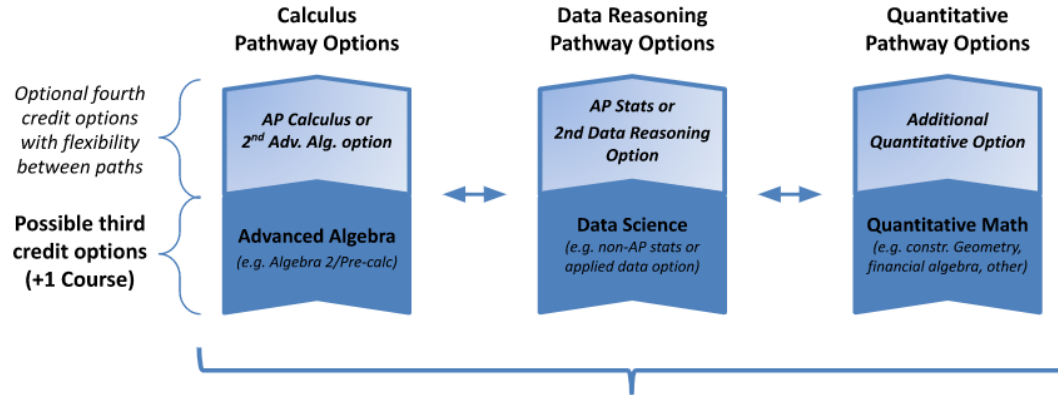 Calculus
Pathway Options
Data Reasoning
Pathway Options
Quantitative
Pathway Options
Optional fourth
credit options
with flexibility
between paths
AP Calculus or
2nd Adv. Alg. option
AP Stats or
2nd Data Reasoning
Option
Additional
Quantitative Option
Possible third
credit options
(+1 Course)
Advanced Algebra
(e.g. Algebra 2/Pre-calc)
Data Science
(e.g. non-AP stats or
applied data option)
Quantitative Math
(e.g. constr. Geometry,
financial algebra, other)